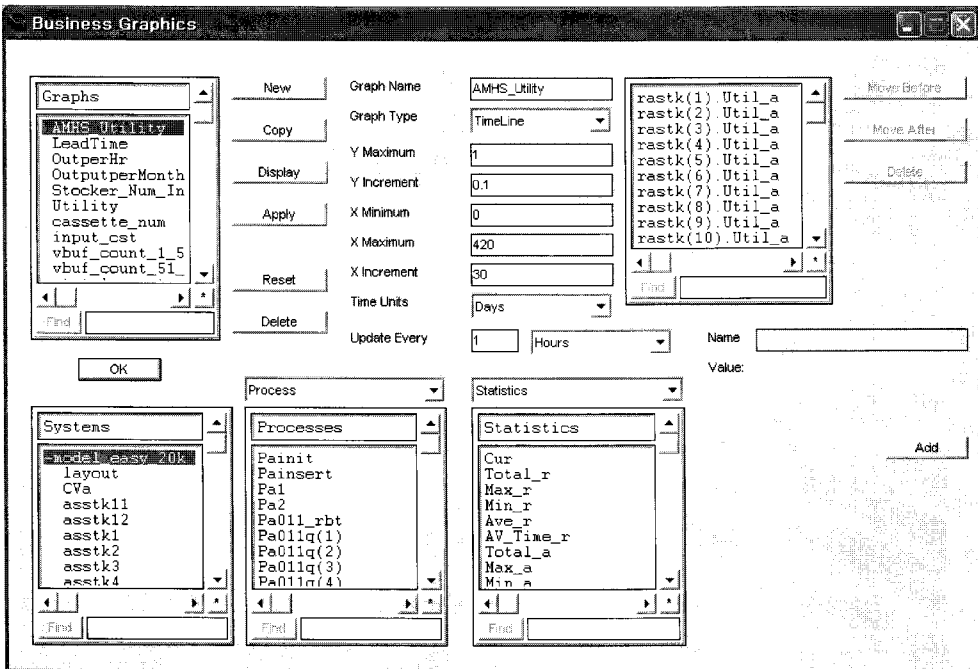 Business Graphics
Graphs
AMHS_Utility
LeadTime
OutperHr
OutputperMonth
Stocker_Num_In
Utility
cassette_num
input_cst
vbuf_count_1_5
vbuf_count_51_
Find
OK
New
Copy
Display
Apply
Reset
Delete
Graph Name
AMHS_Utility
Graph Type
TimeLine
Y Maximum
1
Y Increment
0.1
X Minimum
0
X Maximum
420
X Increment
30
Time Units
Days
Update Every
1
Hours
rastk(1).Util_a
rastk(2).Util_a
rastk(3).Util_a
rastk(4).Util_a
rastk(5).Util_a
rastk(6).Util_a
rastk(7).Util_a
rastk(8).Util_a
rastk(9).Util_a
rastk(10).Util_a
Find
Move Before
Move After
Delete
Name
Value:
Add
Systems
-model_easy_20k
layout
CVa
asstk11
asstk12
asstk1
asstk2
asstk3
asstk4
Find
Process
Processes
Painit
Painsert
Pa1
Pa2
Pa011_rbt
Pa011q(1)
Pa011q(2)
Pa011q(3)
Pa011q(4)
Find
Statistics
Statistics
Cur
Total_r
Max_r
Min_r
Ave_r
AV_Time_r
Total_a
Max_a
Min_a
Find